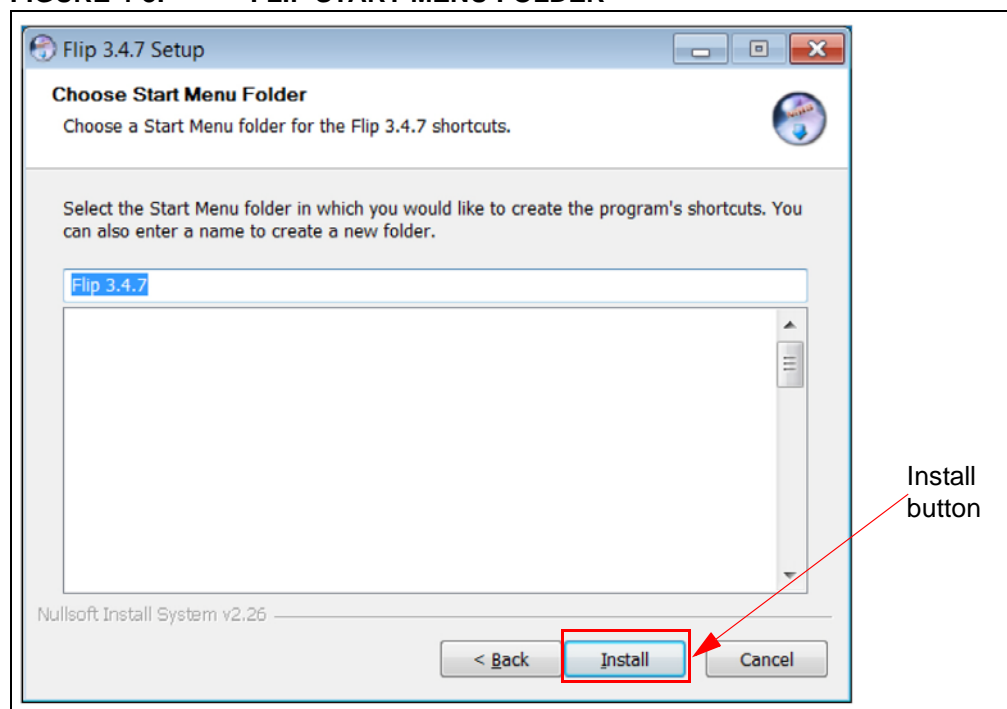 Flip 3.4.7 Setup
Choose Start Menu Folder
Choose a Start Menu folder for the Flip 3.4.7 shortcuts.
Select the Start Menu folder in which you would like to create the program's shortcuts. You
can also enter a name to create a new folder.
Flip 3.4.7
Install
button
Nullsoft Install System v2.26
< Back
Install
Cancel